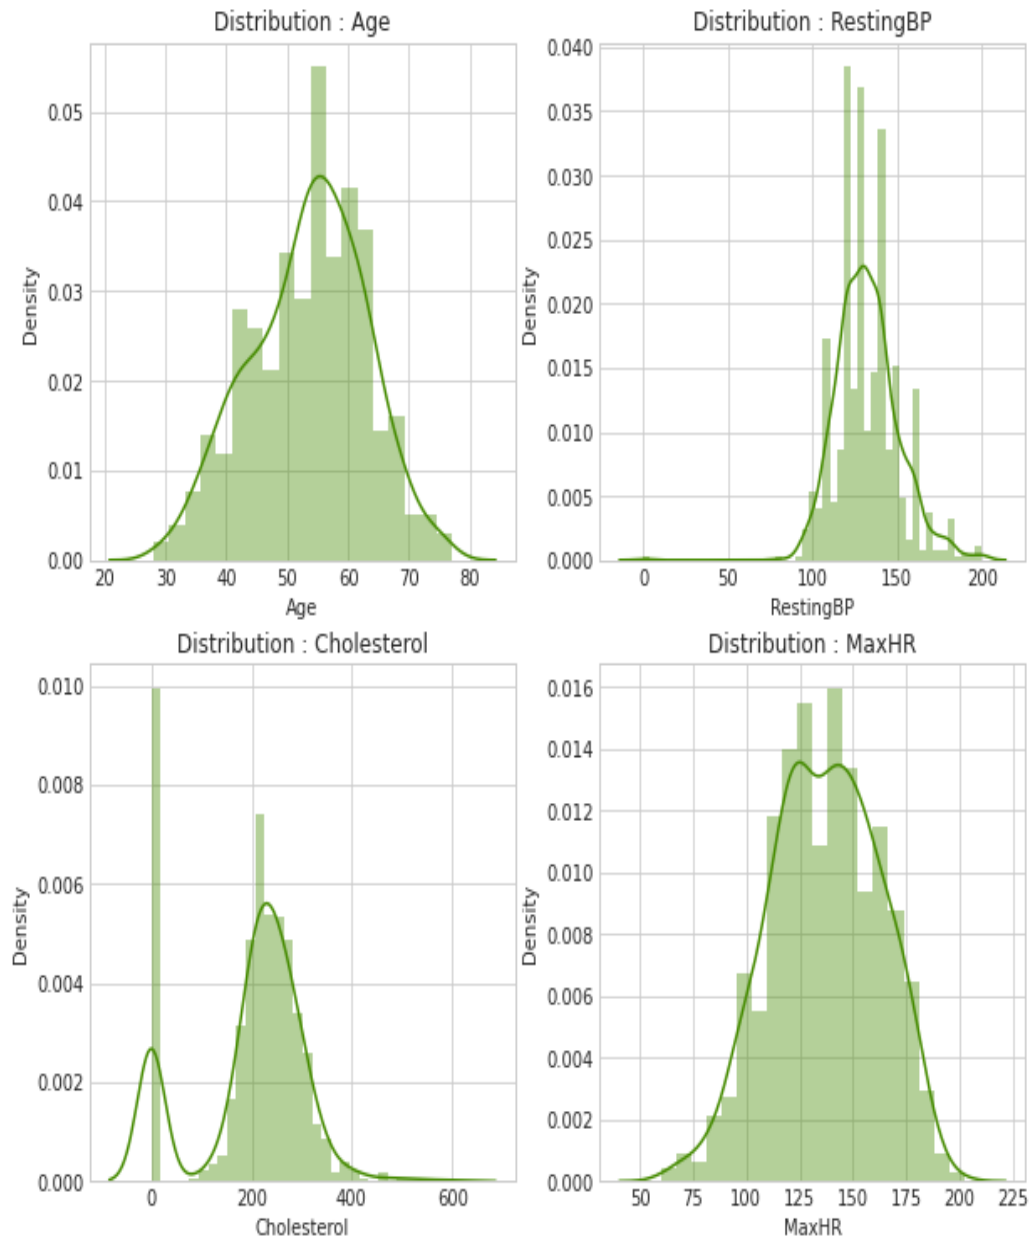 Distribution : Age
0.05
0.04
0.03
0.02
0.01
0.00
Density
20 30 40 50 60 70 80
Age
Distribution : RestingBP
0.040
0.035
0.030
0.025
0.020
0.015
0.010
0.005
0.000
Density
0 50 100 150 200
RestingBP
Distribution : Cholesterol
0.010
0.008
0.006
0.004
0.002
0.000
Density
0 200 400 600
Cholesterol
Distribution : MaxHR
0.016
0.014
0.012
0.010
0.008
0.006
0.004
0.002
0.000
Density
50 75 100 125 150 175 200 225
MaxHR